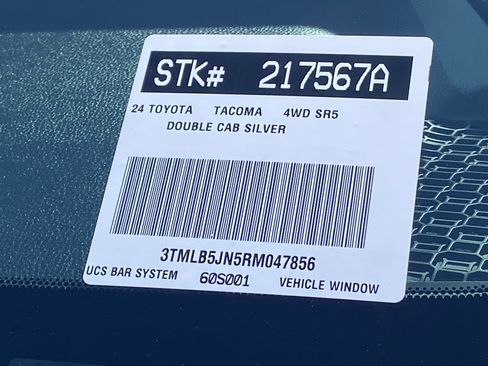 STK# 217567A
24 TOYOTA TACOMA 4WD SR5
DOUBLE CAB SILVER
3TMLB5JN5RM047856
UCS BAR SYSTEM 60S001 VEHICLE WINDOW